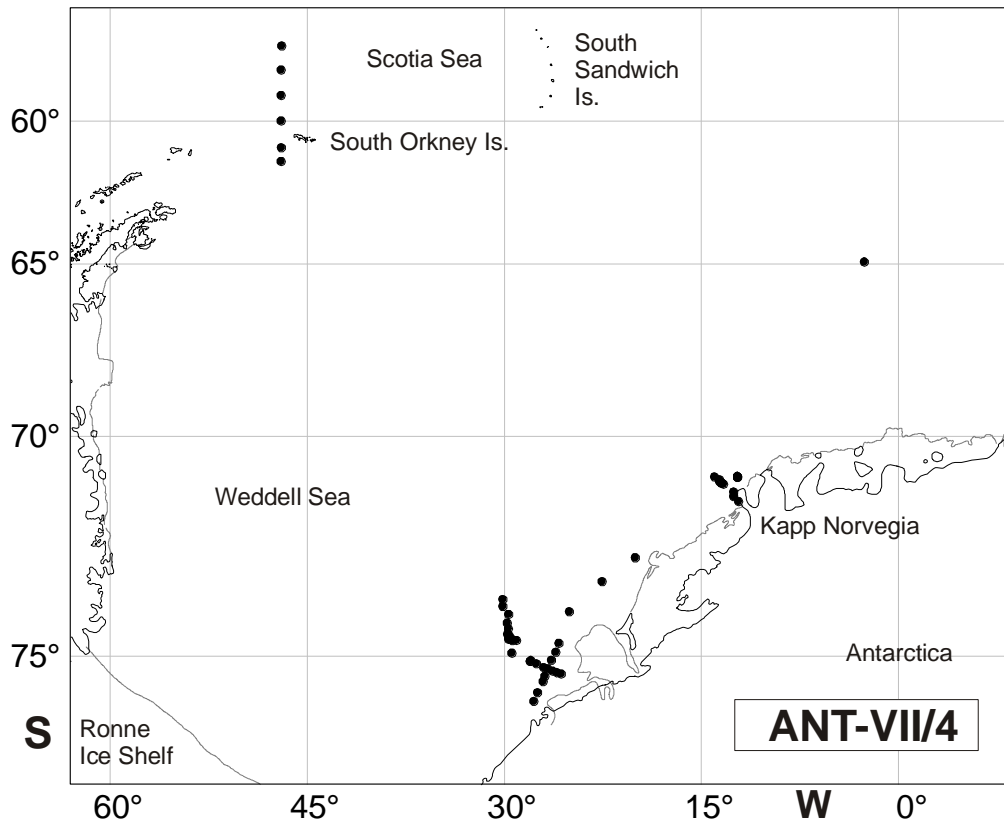 Scotia Sea
South
Sandwich
Is.
60°
South Orkney Is.
65°
70°
Weddell Sea
Kapp Norvegia
75°
Antarctica
S
Ronne
Ice Shelf
ANT-VII/4
60°
45°
30°
15°
W
0°